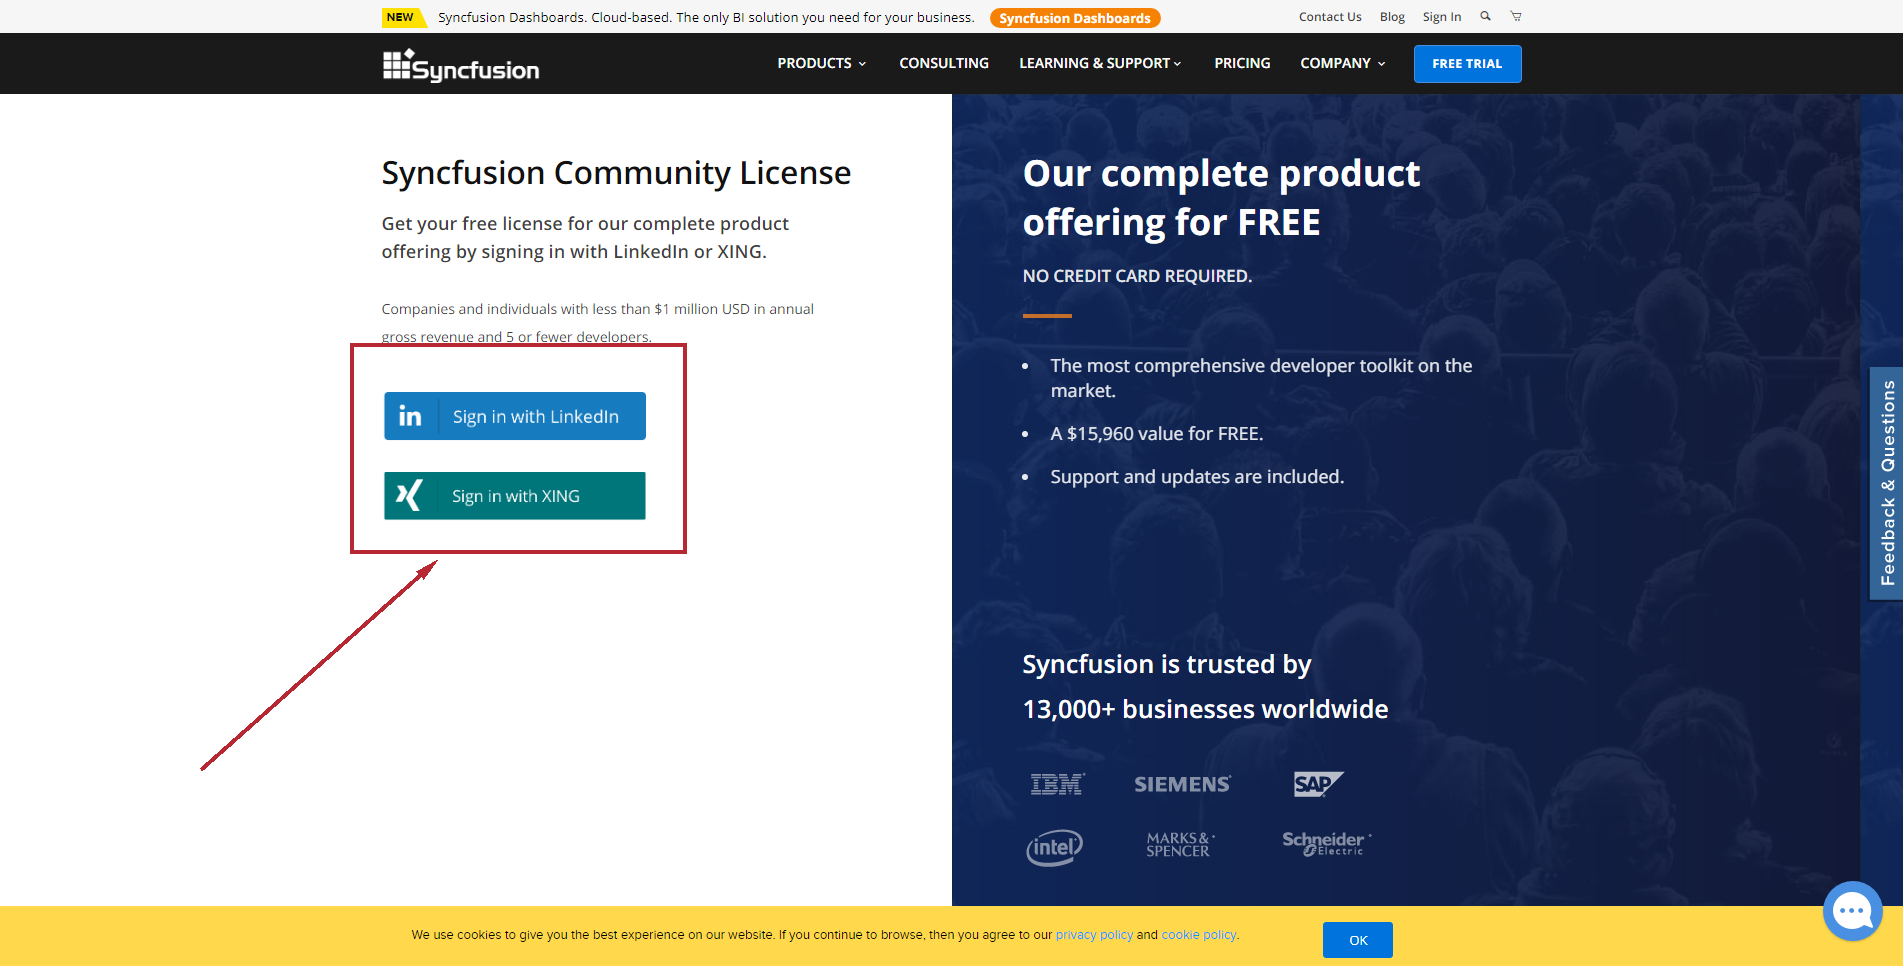 NEW Syncfusion Dashboards. Cloud-based. The only BI solution you need for your business. Syncfusion Dashboards Contact Us Blog Sign In
Syncfusion PRODUCTS CONSULTING LEARNING & SUPPORT PRICING COMPANY FREE TRIAL
Syncfusion Community License
Get your free license for our complete product
offering by signing in with LinkedIn or XING.
Companies and individuals with less than $1 million USD in annual
gross revenue and 5 or fewer developers.
in Sign in with LinkedIn
Sign in with XING
Our complete product
offering for FREE
NO CREDIT CARD REQUIRED.
The most comprehensive developer toolkit on the
market.
A $15,960 value for FREE.
Support and updates are included.
Syncfusion is trusted by
13,000+ businesses worldwide
IBM SIEMENS SAP
intel MARKS & SPENCER Schneider Electric
Feedback & Questions
We use cookies to give you the best experience on our website. If you continue to browse, then you agree to our privacy policy and cookie policy. OK